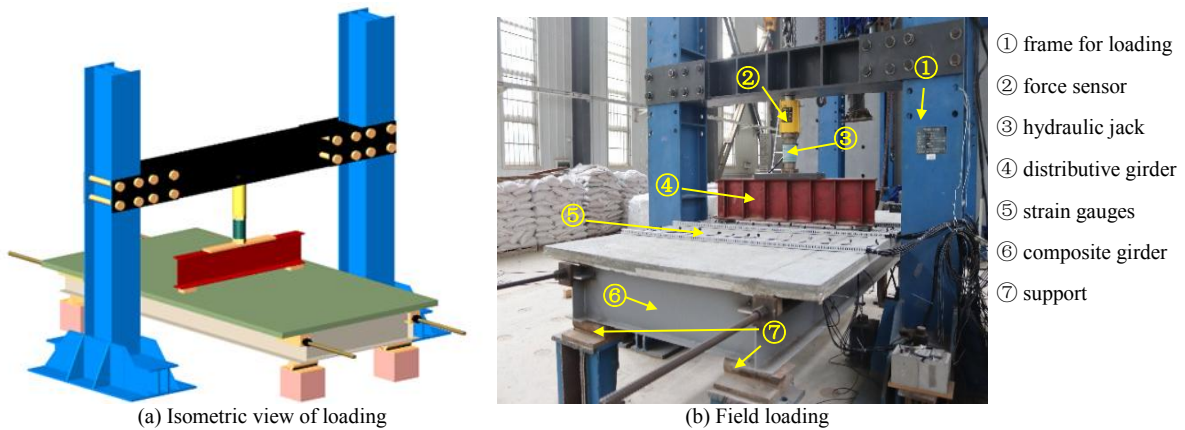 ②
①
③
④
⑤
⑥
⑦
① frame for loading
② force sensor
③ hydraulic jack
④ distributive girder
⑤ strain gauges
⑥ composite girder
⑦ support
(a) Isometric view of loading
(b) Field loading